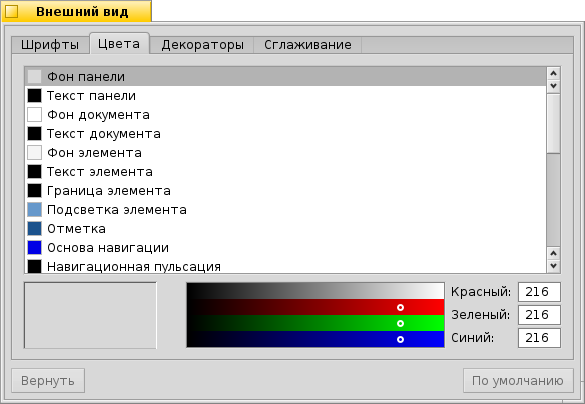 Внешний вид
Шрифты Цвета Декораторы Сглаживание
Фон панели
Текст панели
Фон документа
Текст документа
Фон элемента
Текст элемента
Граница элемента
Подсветка элемента
Отметка
Основа навигации
Навигационная пульсация
Красный: 216
Зеленый: 216
Синий: 216
Вернуть По умолчанию